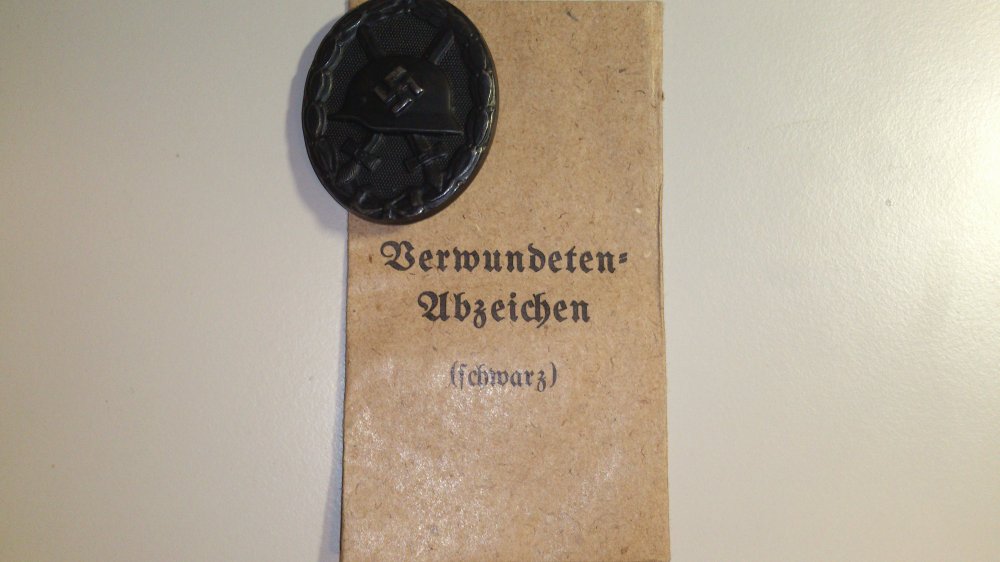 Verwundeten-
Abzeichen
(schwarz)